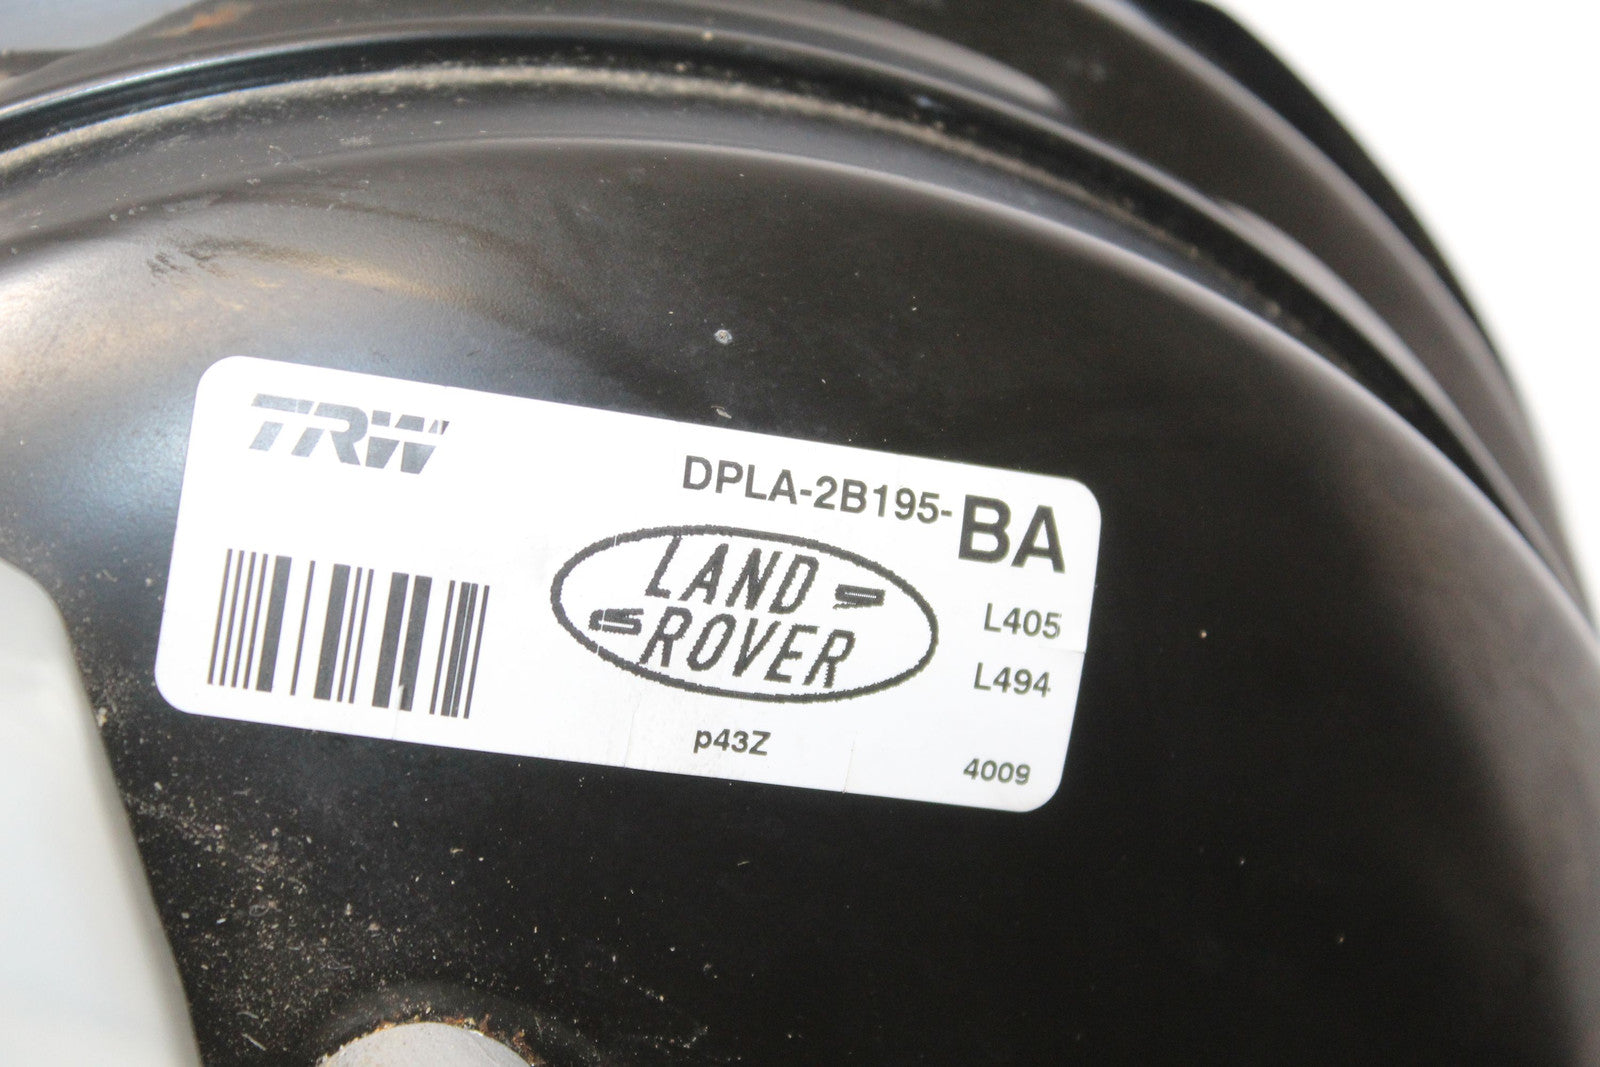 TRW
DPLA-2B195-BA
LAND
ROVER
L405
L494
p43Z
4009